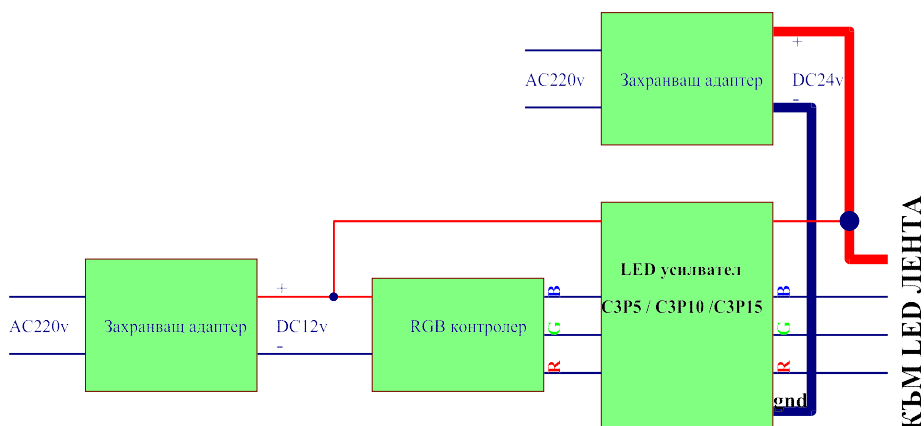 +
AC220v
Захранващ адаптер
DC24v
-
LED усилвател
C3P5 / C3P10 /C3P15
+
AC220v
Захранващ адаптер
DC12v
-
RGB контролер
B
G
R
B
G
R
gnd
КЪМ LED ЛЕНТА